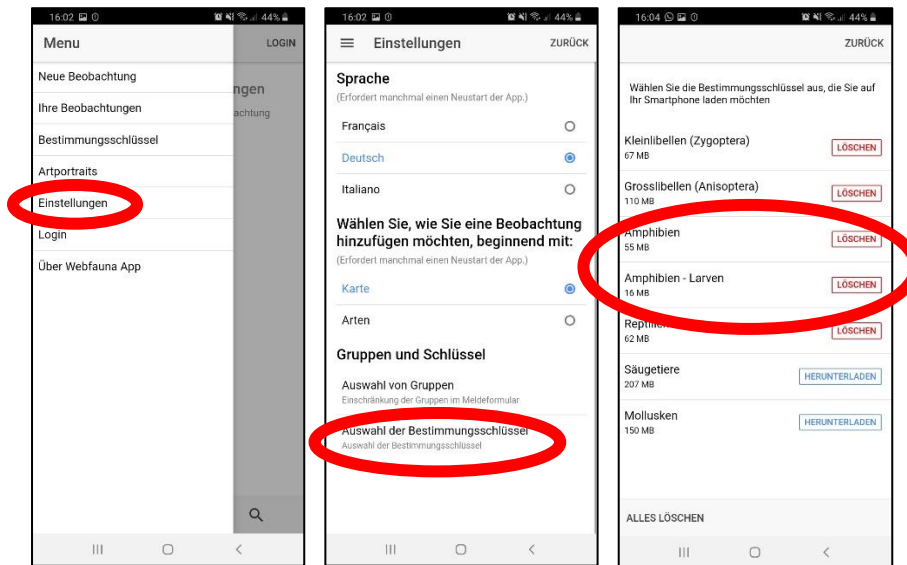 16:02
44%
Menu
LOGIN
Neue Beobachtung
ngen
Ihre Beobachtungen
achtung
Bestimmungsschlüssel
Artportraits
Einstellungen
Login
Über Webfauna App
16:02
44%
Einstellungen
ZURÜCK
Sprache
(Erfordert manchmal einen Neustart der App.)
Français
Deutsch
Italiano
Wählen Sie, wie Sie eine Beobachtung
hinzufügen möchten, beginnend mit:
(Erfordert manchmal einen Neustart der App.)
Karte
Arten
Gruppen und Schlüssel
Auswahl von Gruppen
Einschränkung der Gruppen im Meldeformular
Auswahl der Bestimmungsschlüssel
Auswahl der Bestimmungsschlüssel
16:04
44%
ZURÜCK
Wählen Sie die Bestimmungsschlüssel aus, die Sie auf
Ihr Smartphone laden möchten
Kleinlibellen (Zygoptera)
67 MB
LÖSCHEN
Grosslibellen (Anisoptera)
110 MB
LÖSCHEN
Amphibien
55 MB
LÖSCHEN
Amphibien - Larven
16 MB
LÖSCHEN
Reptilien
62 MB
LÖSCHEN
Säugetiere
207 MB
HERUNTERLADEN
Mollusken
150 MB
HERUNTERLADEN
ALLES LÖSCHEN